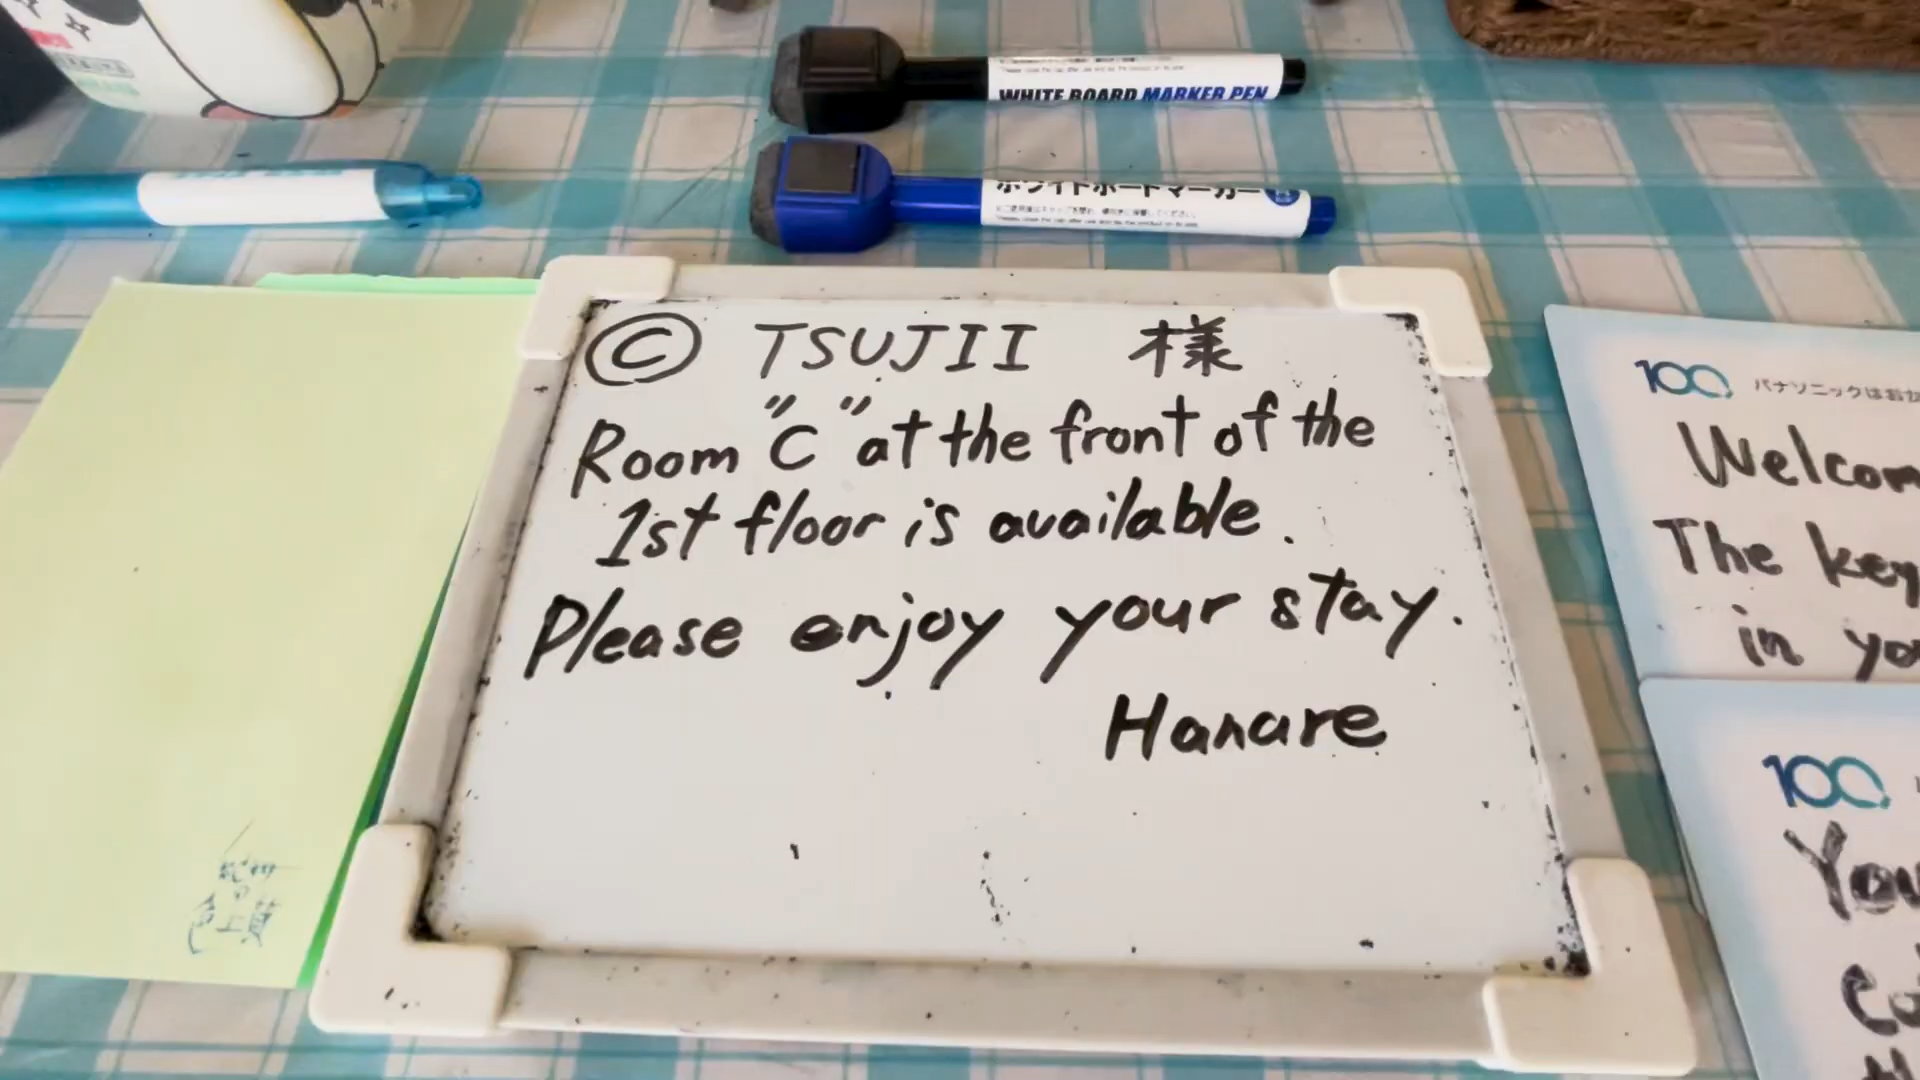 WHITE BOARD MARKER PEN
ホワイトボードマーカー
Ⓒ TSUJII 様
Room "C" at the front of the
1st floor is available.
Please enjoy your stay.
Hanare
100 パナソニックはおか
Welcom
The key
in yo
100
You